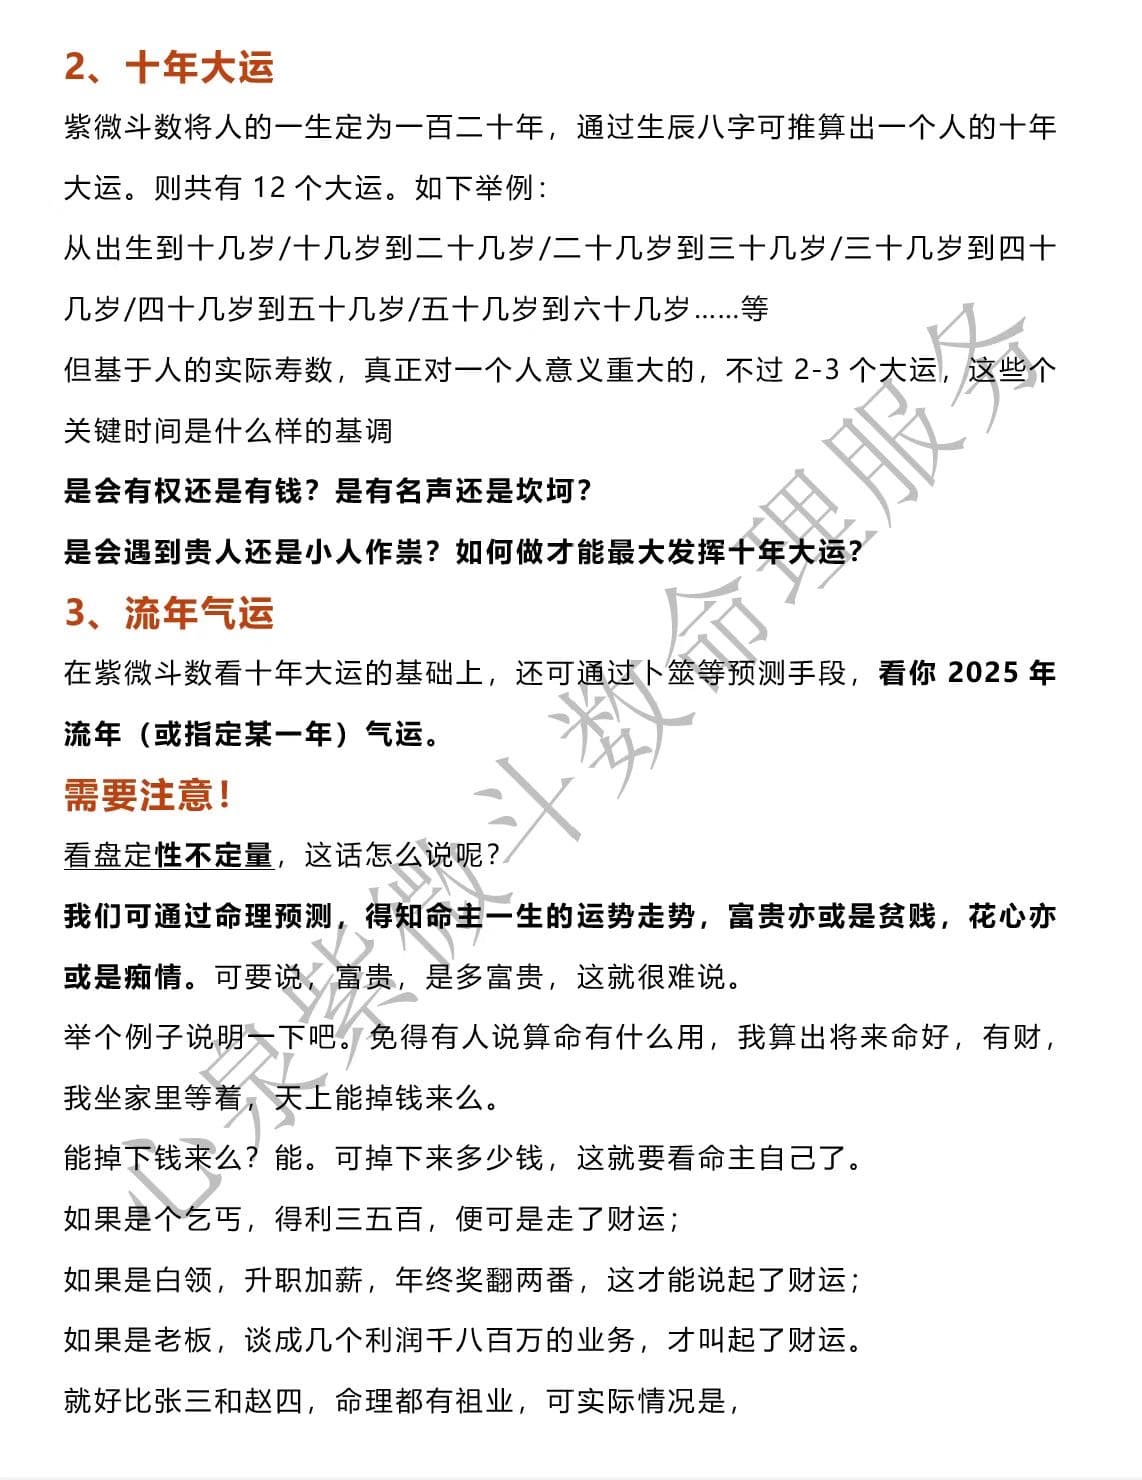 2、十年大运
紫微斗数将人的一生定为一百二十年，通过生辰八字可推算出一个人的十年
大运。则共有 12 个大运。如下举例：
从出生到十几岁/十几岁到二十几岁/二十几岁到三十几岁/三十几岁到四十
几岁/四十几岁到五十几岁/五十几岁到六十几岁……等
但基于人的实际寿数，真正对一个人意义重大的，不过 2-3 个大运，这些个
关键时间是什么样的基调
是会有权还是有钱？是有名声还是坎坷？
是会遇到贵人还是小人作祟？如何做才能最大发挥十年大运？
3、流年气运
在紫微斗数看十年大运的基础上，还可通过卜筮等预测手段，看你 2025 年
流年（或指定某一年）气运。
需要注意！
看盘定性不定量，这话怎么说呢？
我们可通过命理预测，得知命主一生的运势走势，富贵亦或是贫贱，花心亦
或是痴情。可要说，富贵，是多富贵，这就很难说。
举个例子说明一下吧。免得有人说算命有什么用，我算出将来命好，有财，
我坐家里等着，天上能掉钱来么。
能掉下钱来么？能。可掉下来多少钱，这就要看命主自己了。
如果是个乞丐，得利三五百，便可是走了财运；
如果是白领，升职加薪，年终奖翻两番，这才能说起了财运；
如果是老板，谈成几个利润千八百万的业务，才叫起了财运。
就好比张三和赵四，命理都有祖业，可实际情况是，
心泉紫微斗数命理服务